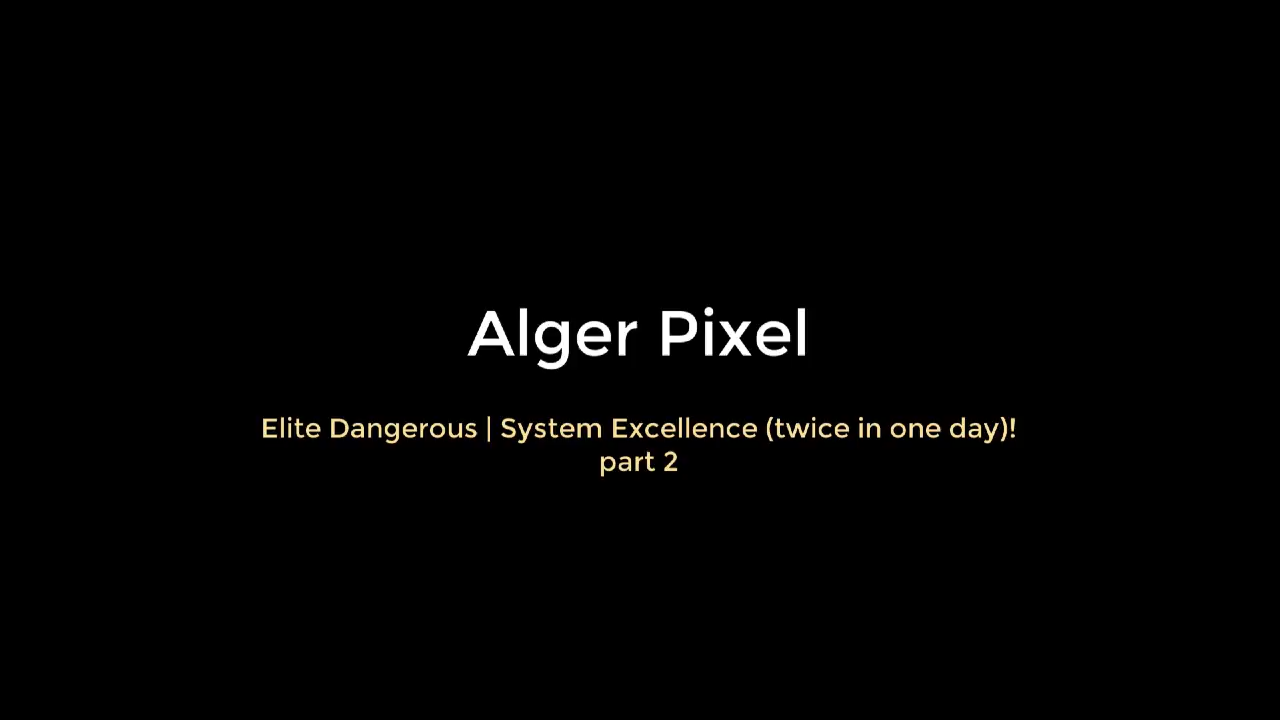 Alger Pixel
Elite Dangerous | System Excellence (twice in one day)!
part 2